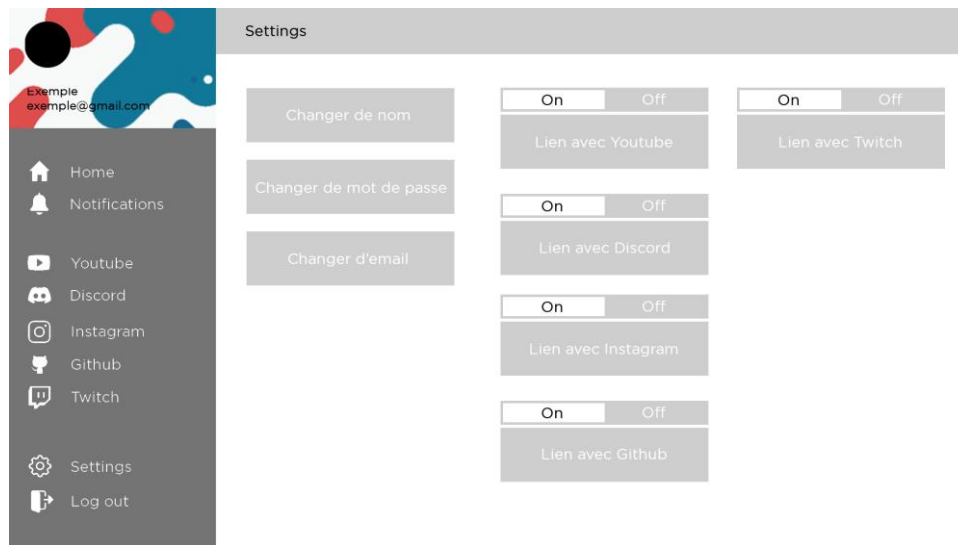 Exemple
exemple@gmail.com
Home
Notifications
Youtube
Discord
Instagram
Github
Twitch
Settings
Log out
Settings
Changer de nom
Changer de mot de passe
Changer d'email
On Off
Lien avec Youtube
On Off
Lien avec Discord
On Off
Lien avec Instagram
On Off
Lien avec Github
On Off
Lien avec Twitch